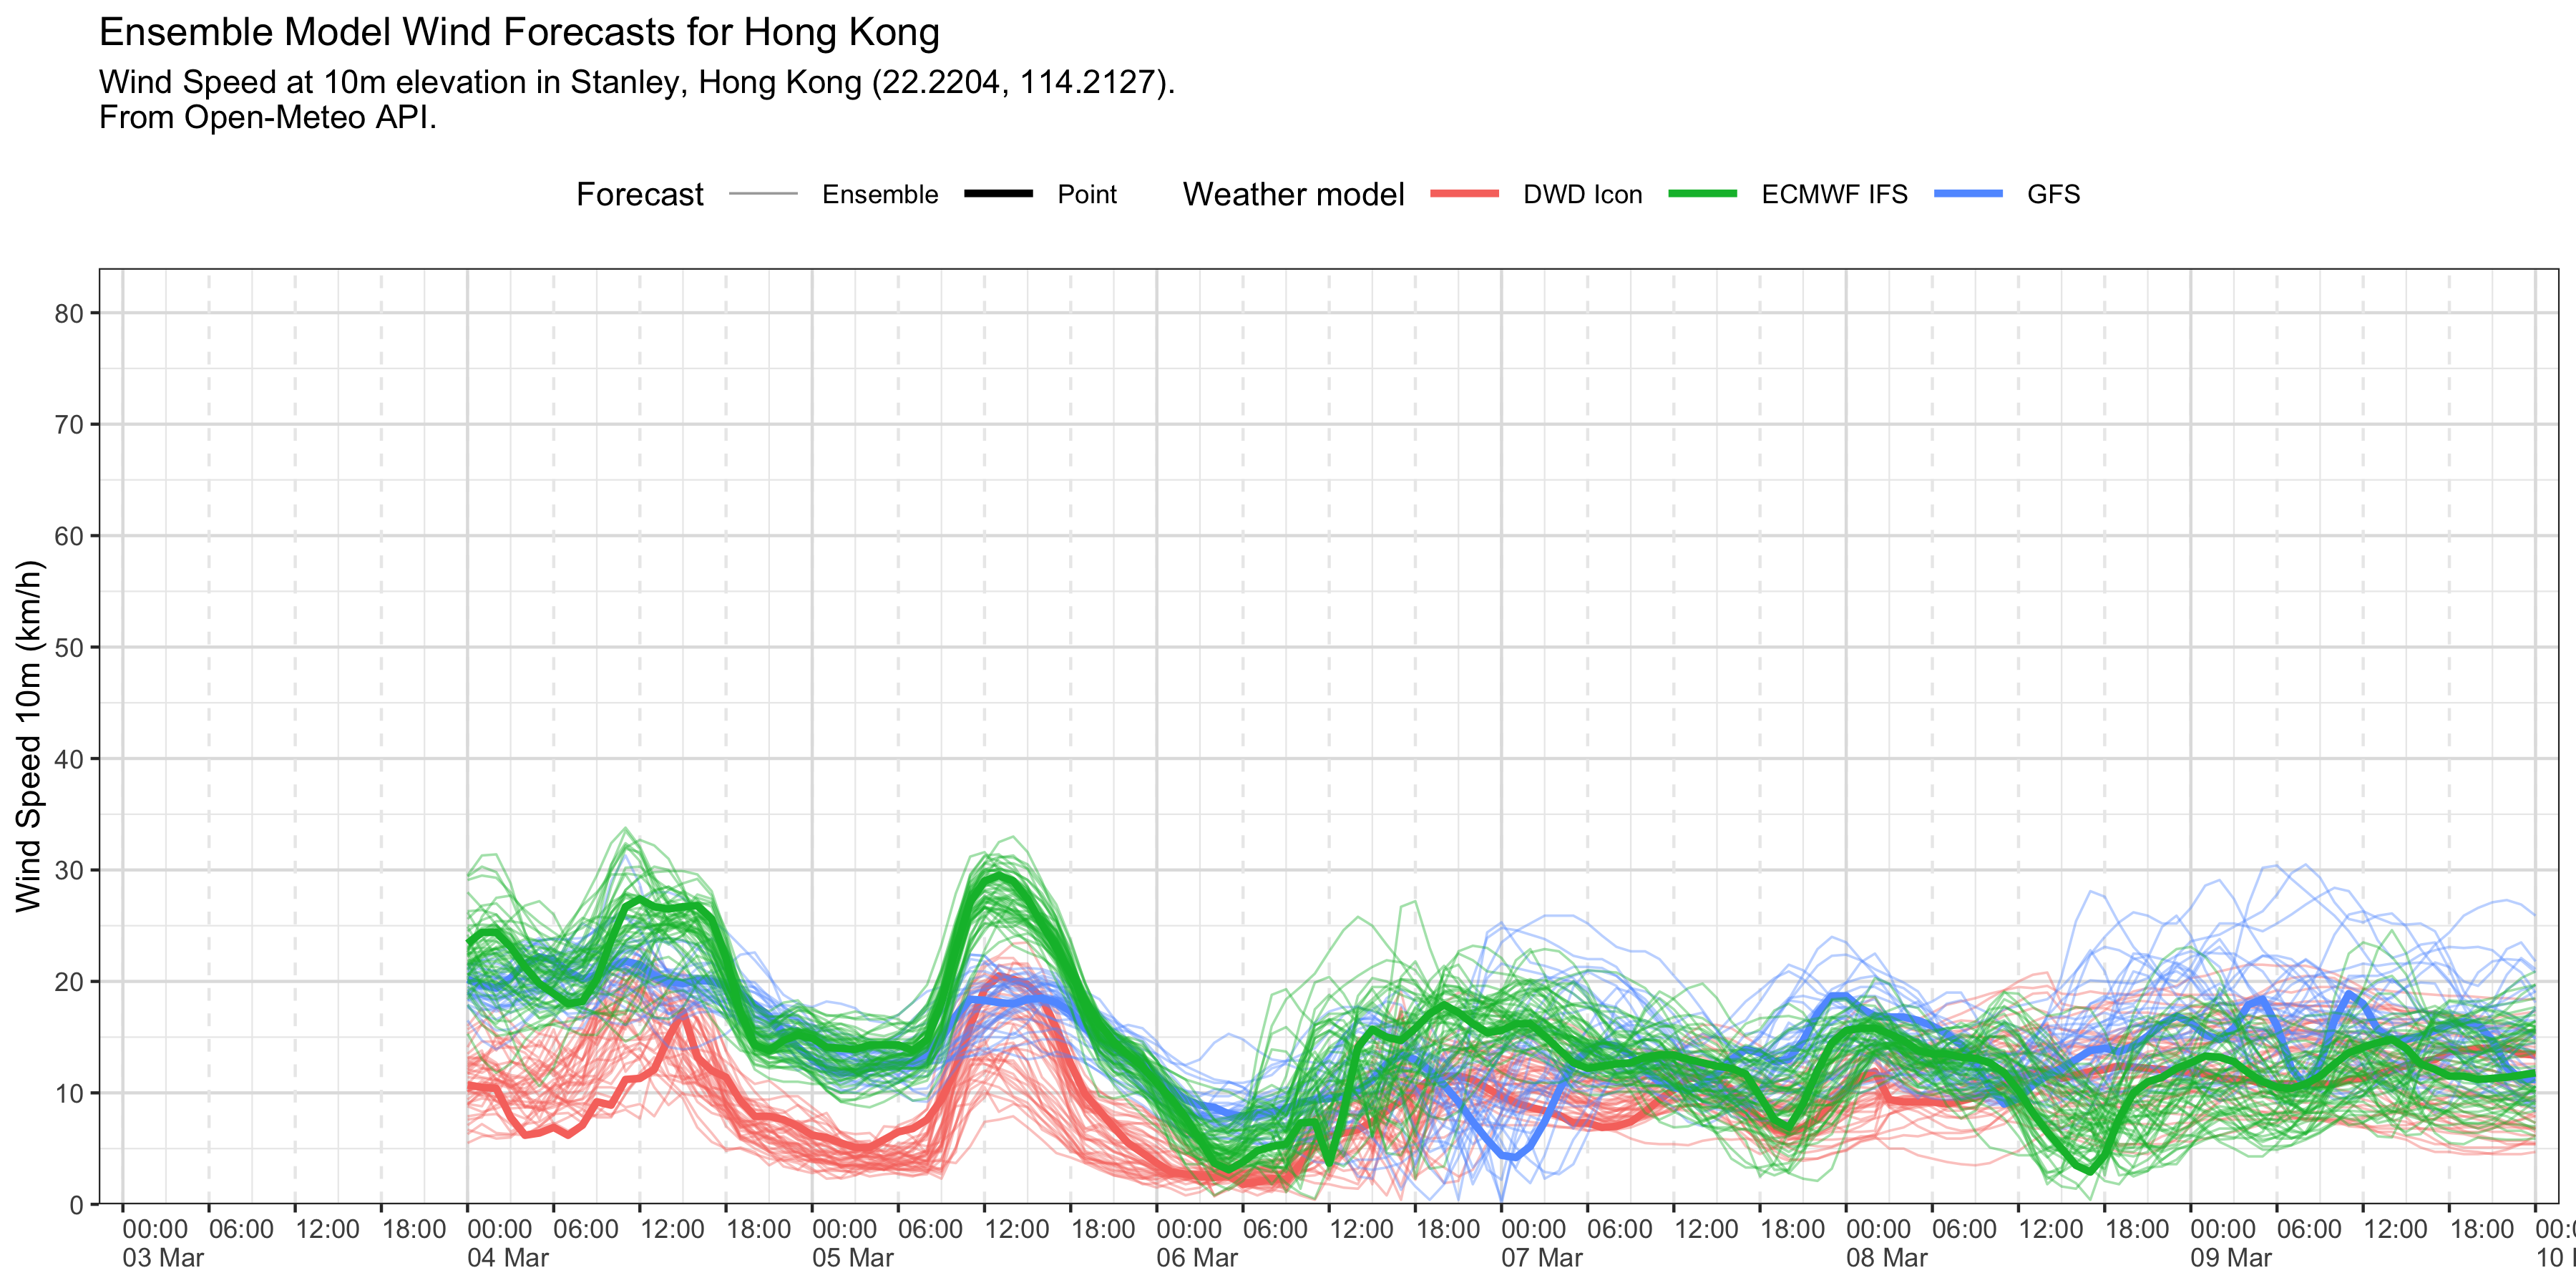 Ensemble Model Wind Forecasts for Hong Kong
Wind Speed at 10m elevation in Stanley, Hong Kong (22.2204, 114.2127).
From Open-Meteo API.
Forecast Ensemble Point Weather model DWD Icon ECMWF IFS GFS
Wind Speed 10m (km/h)
80
70
60
50
40
30
20
10
0
00:00 06:00 12:00 18:00 00:00 06:00 12:00 18:00 00:00 06:00 12:00 18:00 00:00 06:00 12:00 18:00 00:00 06:00 12:00 18:00 00:00 06:00 12:00 18:00 00:00 06:00 12:00 18:00
03 Mar 04 Mar 05 Mar 06 Mar 07 Mar 08 Mar 09 Mar 10